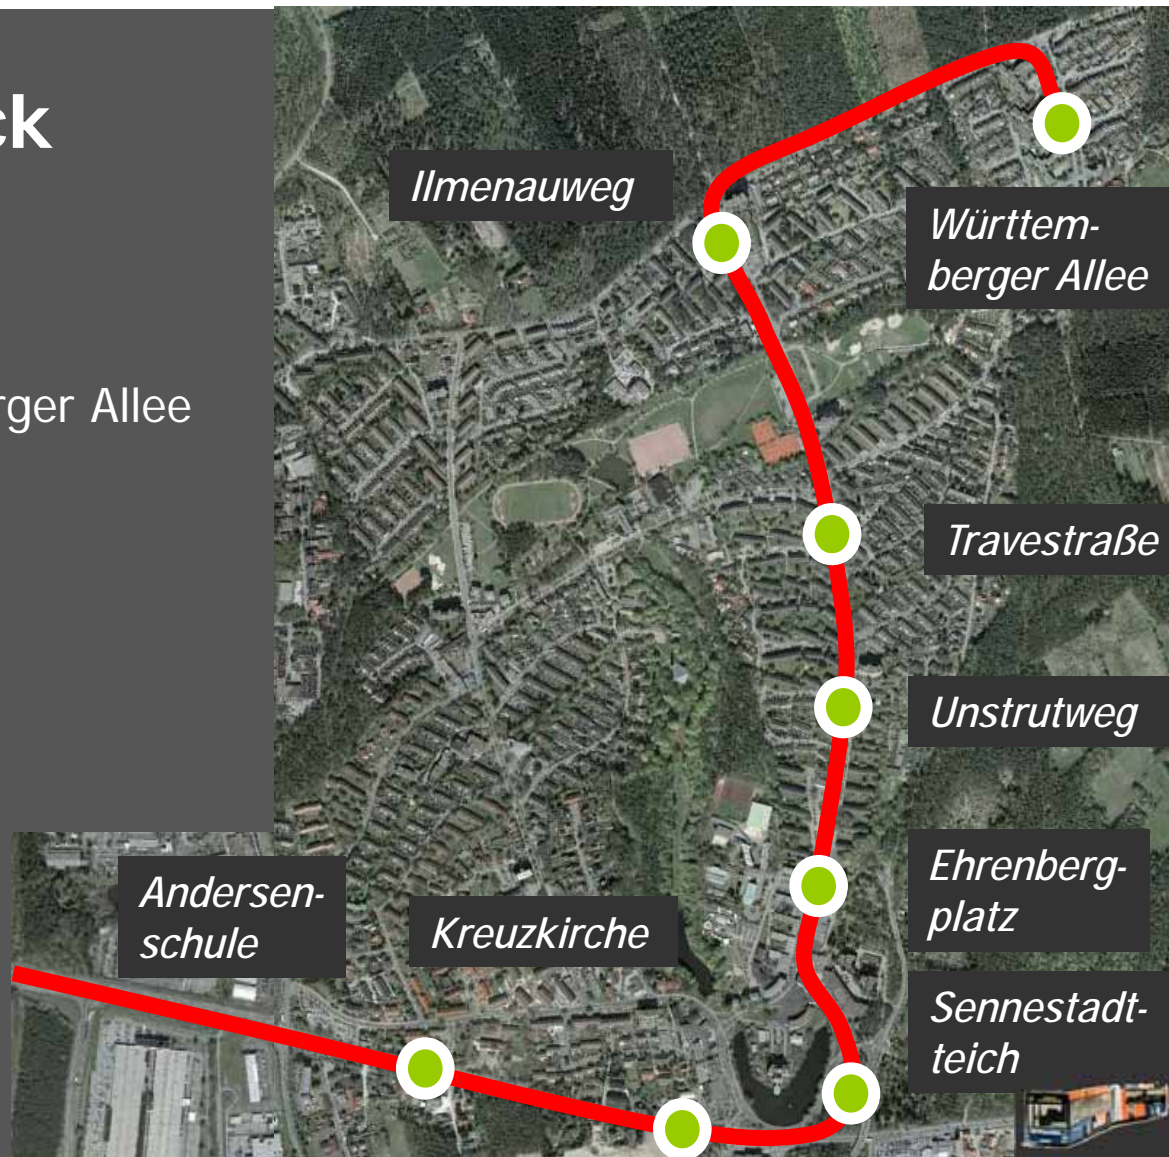 ck
Ilmenauweg
Württem-
berger Allee
rger Allee
Travestraße
Unstrutweg
Andersen-
schule
Kreuzkirche
Ehrenberg-
platz
Sennestadt-
teich